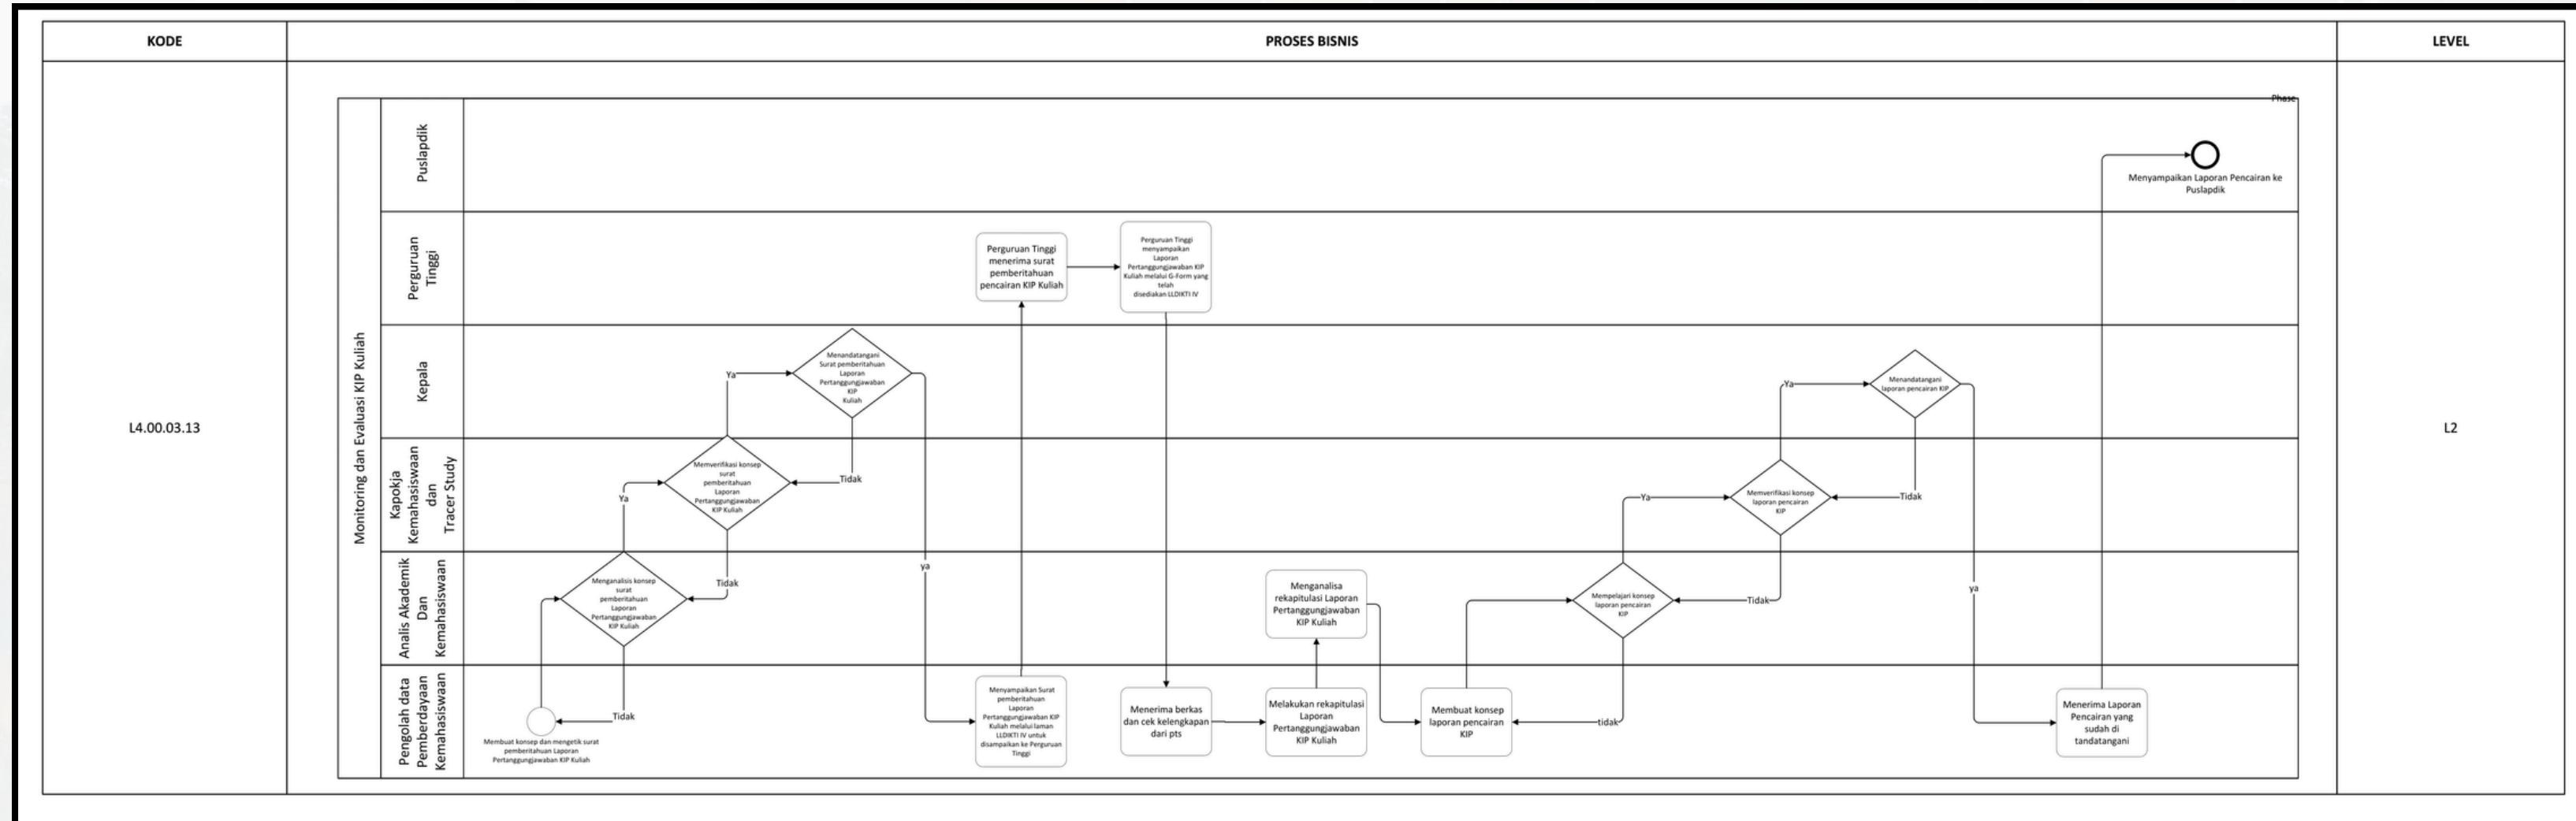 KODE
PROSES BISNIS
LEVEL
L4.00.03.13
L2
Phase
Monitoring dan Evaluasi KIP Kuliah
Puslapdik
Menyampaikan Laporan Pencairan ke
Puslapdik
Perguruan
Tinggi
Perguruan Tinggi
menerima surat
pemberitahuan
pencairan KIP Kuliah
Perguruan Tinggi
menyampaikan
Laporan
Pertanggungjawaban KIP
Kuliah melalui G-Form yang
telah
disediakan LLDIKTI IV
Kepala
Ya
Menandatangani
Surat pemberitahuan
Laporan
Pertanggungjawaban
KIP
Kuliah
Ya
Menandatangani
laporan pencairan KIP
Kapokja
Kemahasiswaan
dan
Tracer Study
Ya
Memverifikasi konsep
surat
pemberitahuan
Laporan
Pertanggungjawaban
KIP Kuliah
Tidak
Ya
Memverifikasi konsep
laporan pencairan
KIP
Tidak
Analis Akademik
Dan
Kemahasiswaan
Menganalisis konsep
surat
pemberitahuan
Laporan
Pertanggungjawaban
KIP Kuliah
Tidak
ya
Menganalisa
rekapitulasi Laporan
Pertanggungjawaban
KIP Kuliah
Mempelajari konsep
laporan pencairan
KIP
Tidak
ya
Pengolah data
Pemberdayaan
Kemahasiswaan
Tidak
Membuat konsep dan mengetik surat
pemberitahuan Laporan
Pertanggungjawaban KIP Kuliah
Menyampaikan Surat
pemberitahuan
Laporan
Pertanggungjawaban KIP
Kuliah melalui laman
LLDIKTI IV untuk
disampaikan ke Perguruan
Tinggi
Menerima berkas
dan cek kelengkapan
dari pts
Melakukan rekapitulasi
Laporan
Pertanggungjawaban
KIP Kuliah
Membuat konsep
laporan pencairan
KIP
tidak
Menerima Laporan
Pencairan yang
sudah di
tandatangani